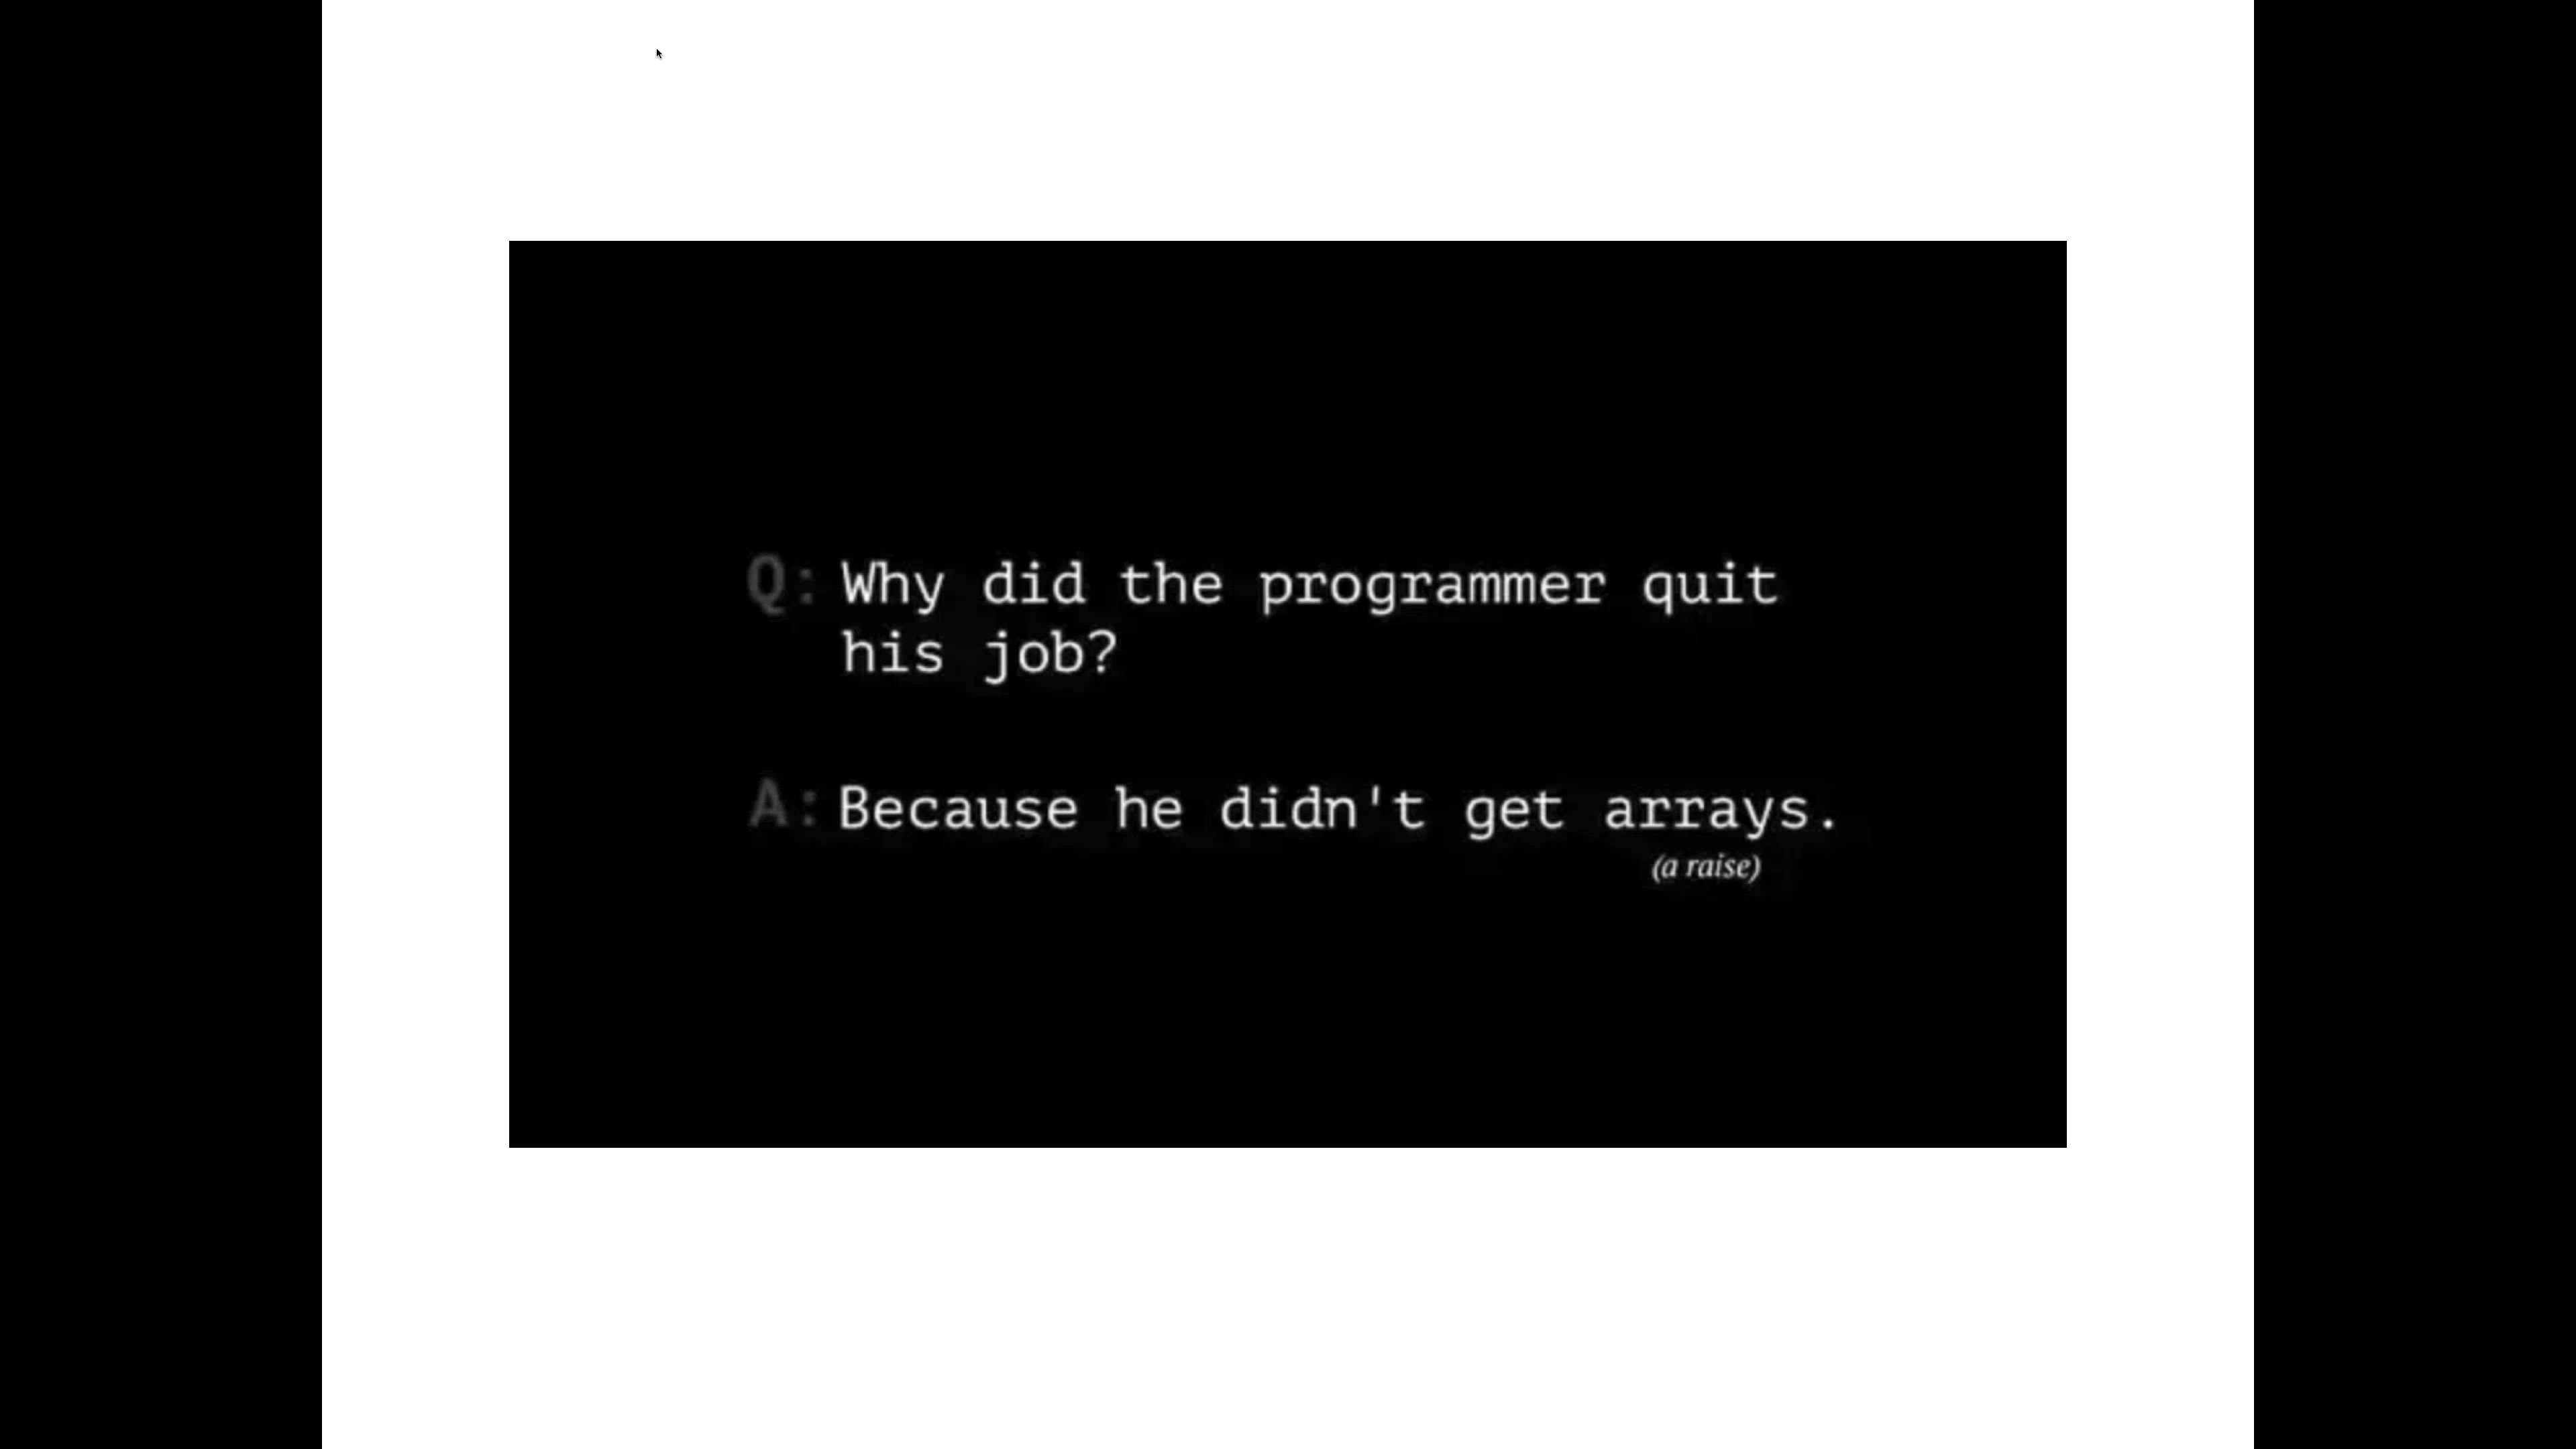 Q: Why did the programmer quit
his job?
A: Because he didn't get arrays.
(a raise)